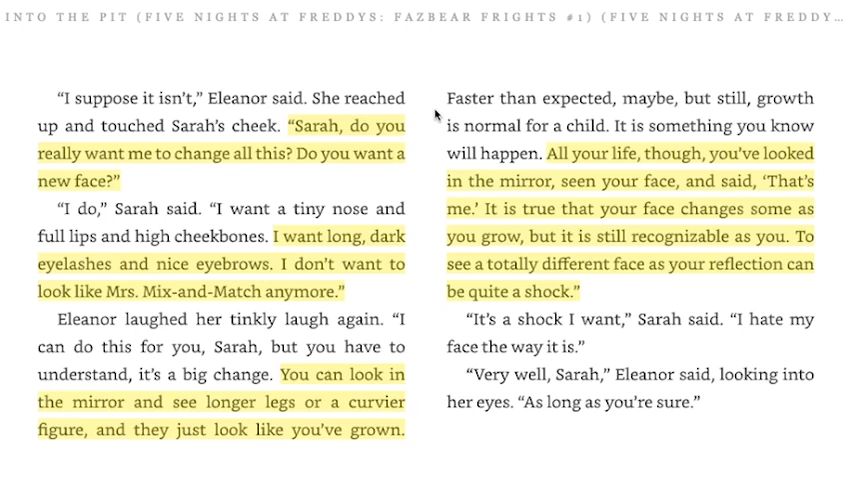 INTO THE PIT (FIVE NIGHTS AT FREDDYS: FAZBEAR FRIGHTS #1) (FIVE NIGHTS AT FREDDY…
“I suppose it isn’t,” Eleanor said. She reached
up and touched Sarah’s cheek. “Sarah, do you
really want me to change all this? Do you want a
new face?”
“I do,” Sarah said. “I want a tiny nose and
full lips and high cheekbones. I want long, dark
eyelashes and nice eyebrows. I don’t want to
look like Mrs. Mix-and-Match anymore.”
Eleanor laughed her tinkly laugh again. “I
can do this for you, Sarah, but you have to
understand, it’s a big change. You can look in
the mirror and see longer legs or a curvier
figure, and they just look like you’ve grown.
Faster than expected, maybe, but still, growth
is normal for a child. It is something you know
will happen. All your life, though, you’ve looked
in the mirror, seen your face, and said, ‘That’s
me.’ It is true that your face changes some as
you grow, but it is still recognizable as you. To
see a totally different face as your reflection can
be quite a shock.”
“It’s a shock I want,” Sarah said. “I hate my
face the way it is.”
“Very well, Sarah,” Eleanor said, looking into
her eyes. “As long as you’re sure.”